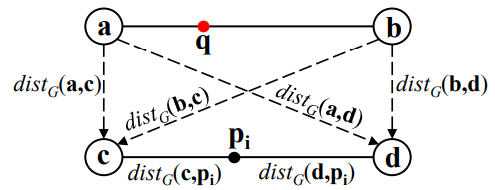 a b
q
dist_G(a,c) dist_G(b,c) dist_G(a,d) dist_G(b,d)
p_i
c d
dist_G(c,p_i) dist_G(d,p_i)